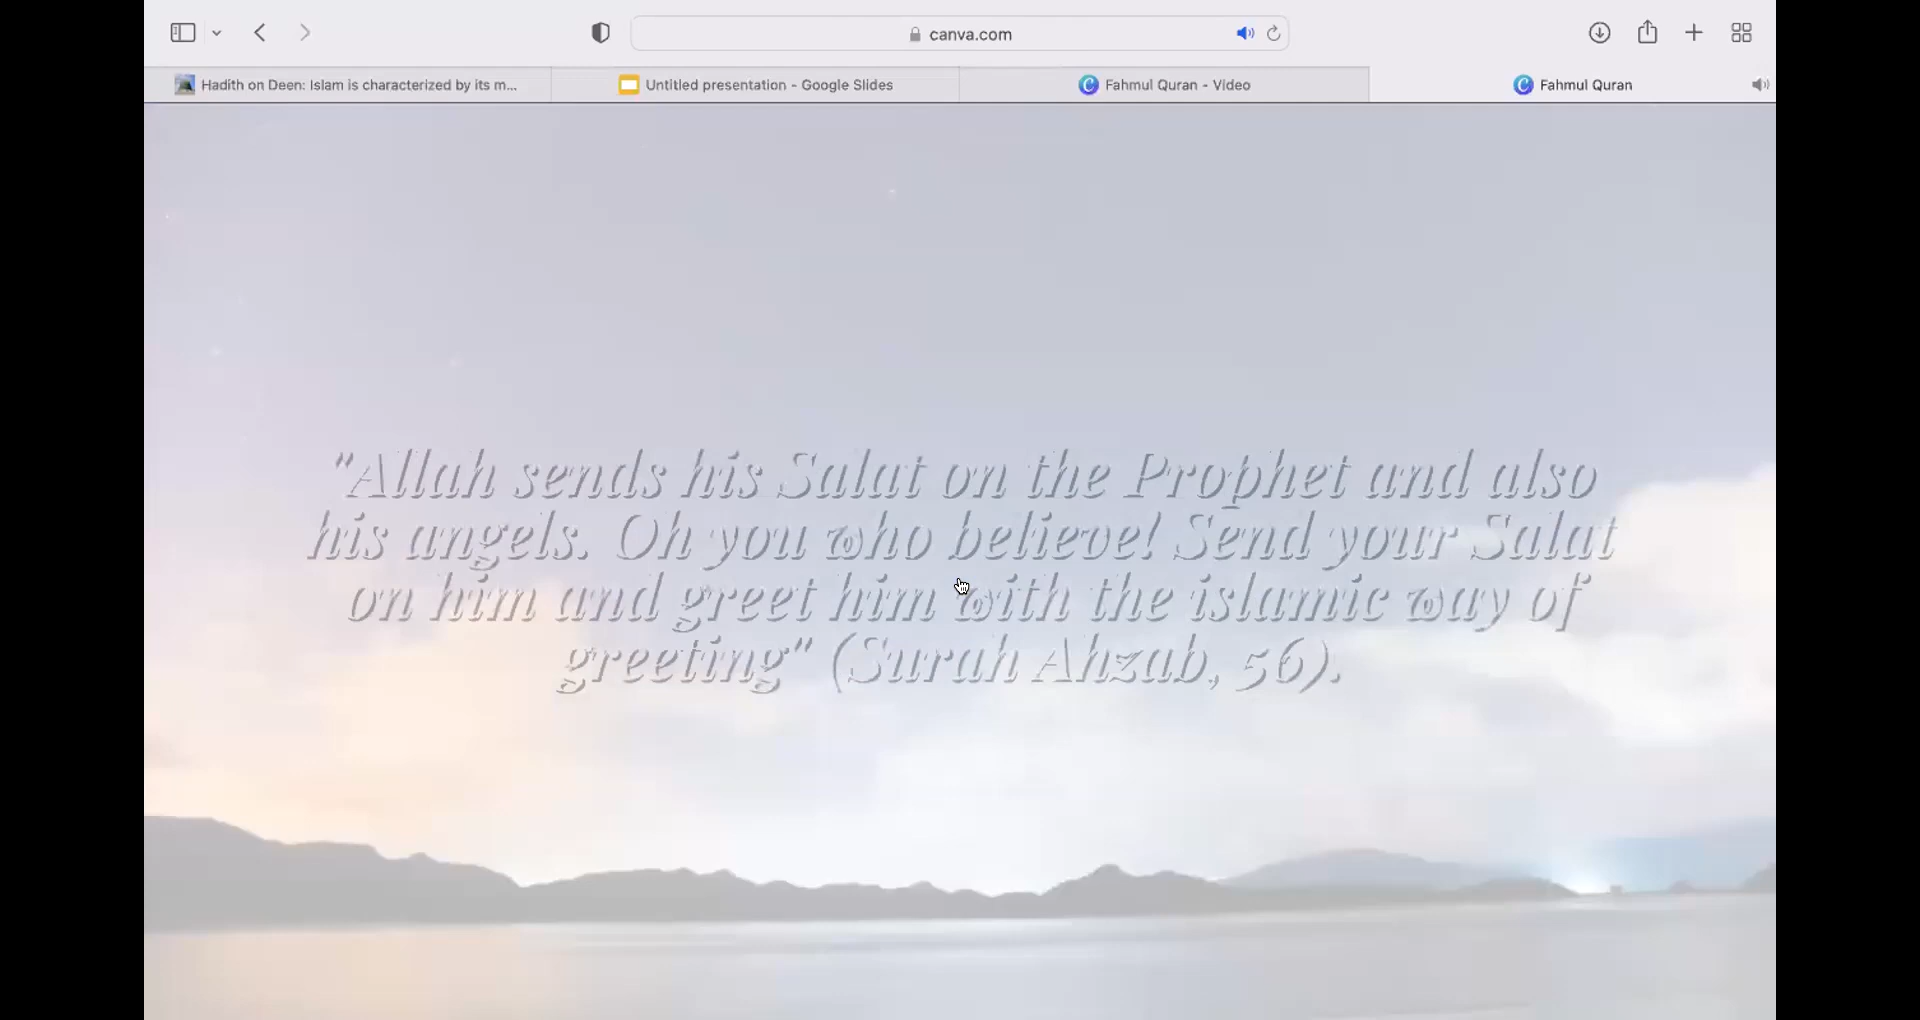 canva.com
Hadith on Deen: Islam is characterized by its m...
Untitled presentation - Google Slides
Fahmul Quran - Video
Fahmul Quran
"Allah sends his Salat on the Prophet and also
his angels. Oh you who believe! Send your Salat
on him and greet him with the islamic way of
greeting" (Surah Ahzab, 56).